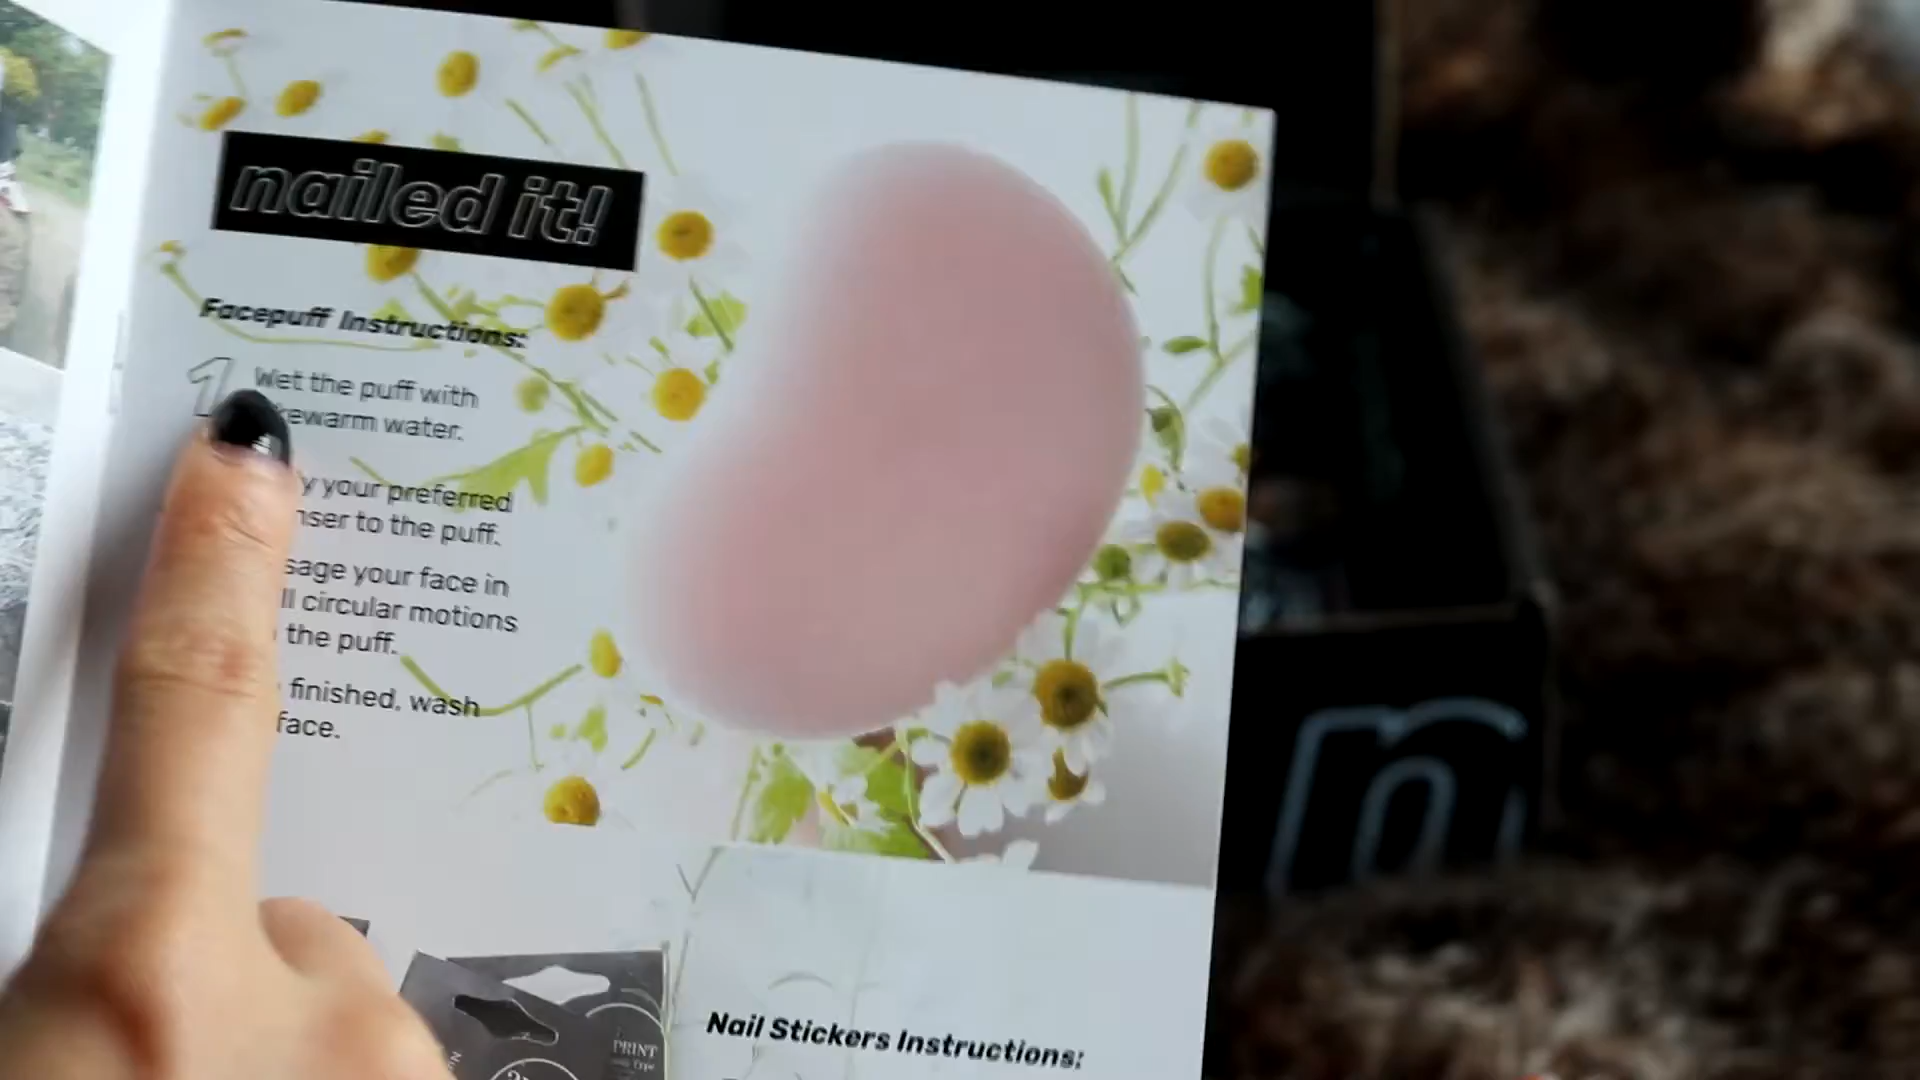 nailed it!
Facepuff Instructions:
1
Wet the puff with
kewarm water.
y your preferred
nser to the puff.
sage your face in
ll circular motions
the puff.
finished, wash
face.
PRINT
Nail Stickers Instructions:
n